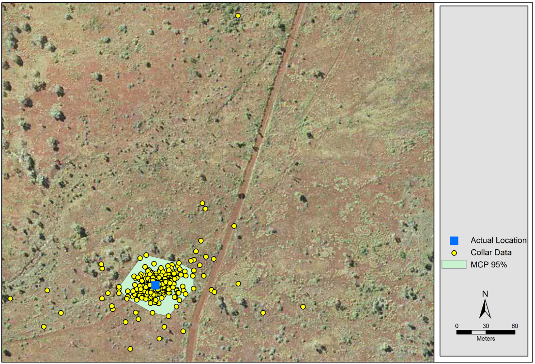 Actual Location
Collar Data
MCP 95%
N
0 30 60
Meters